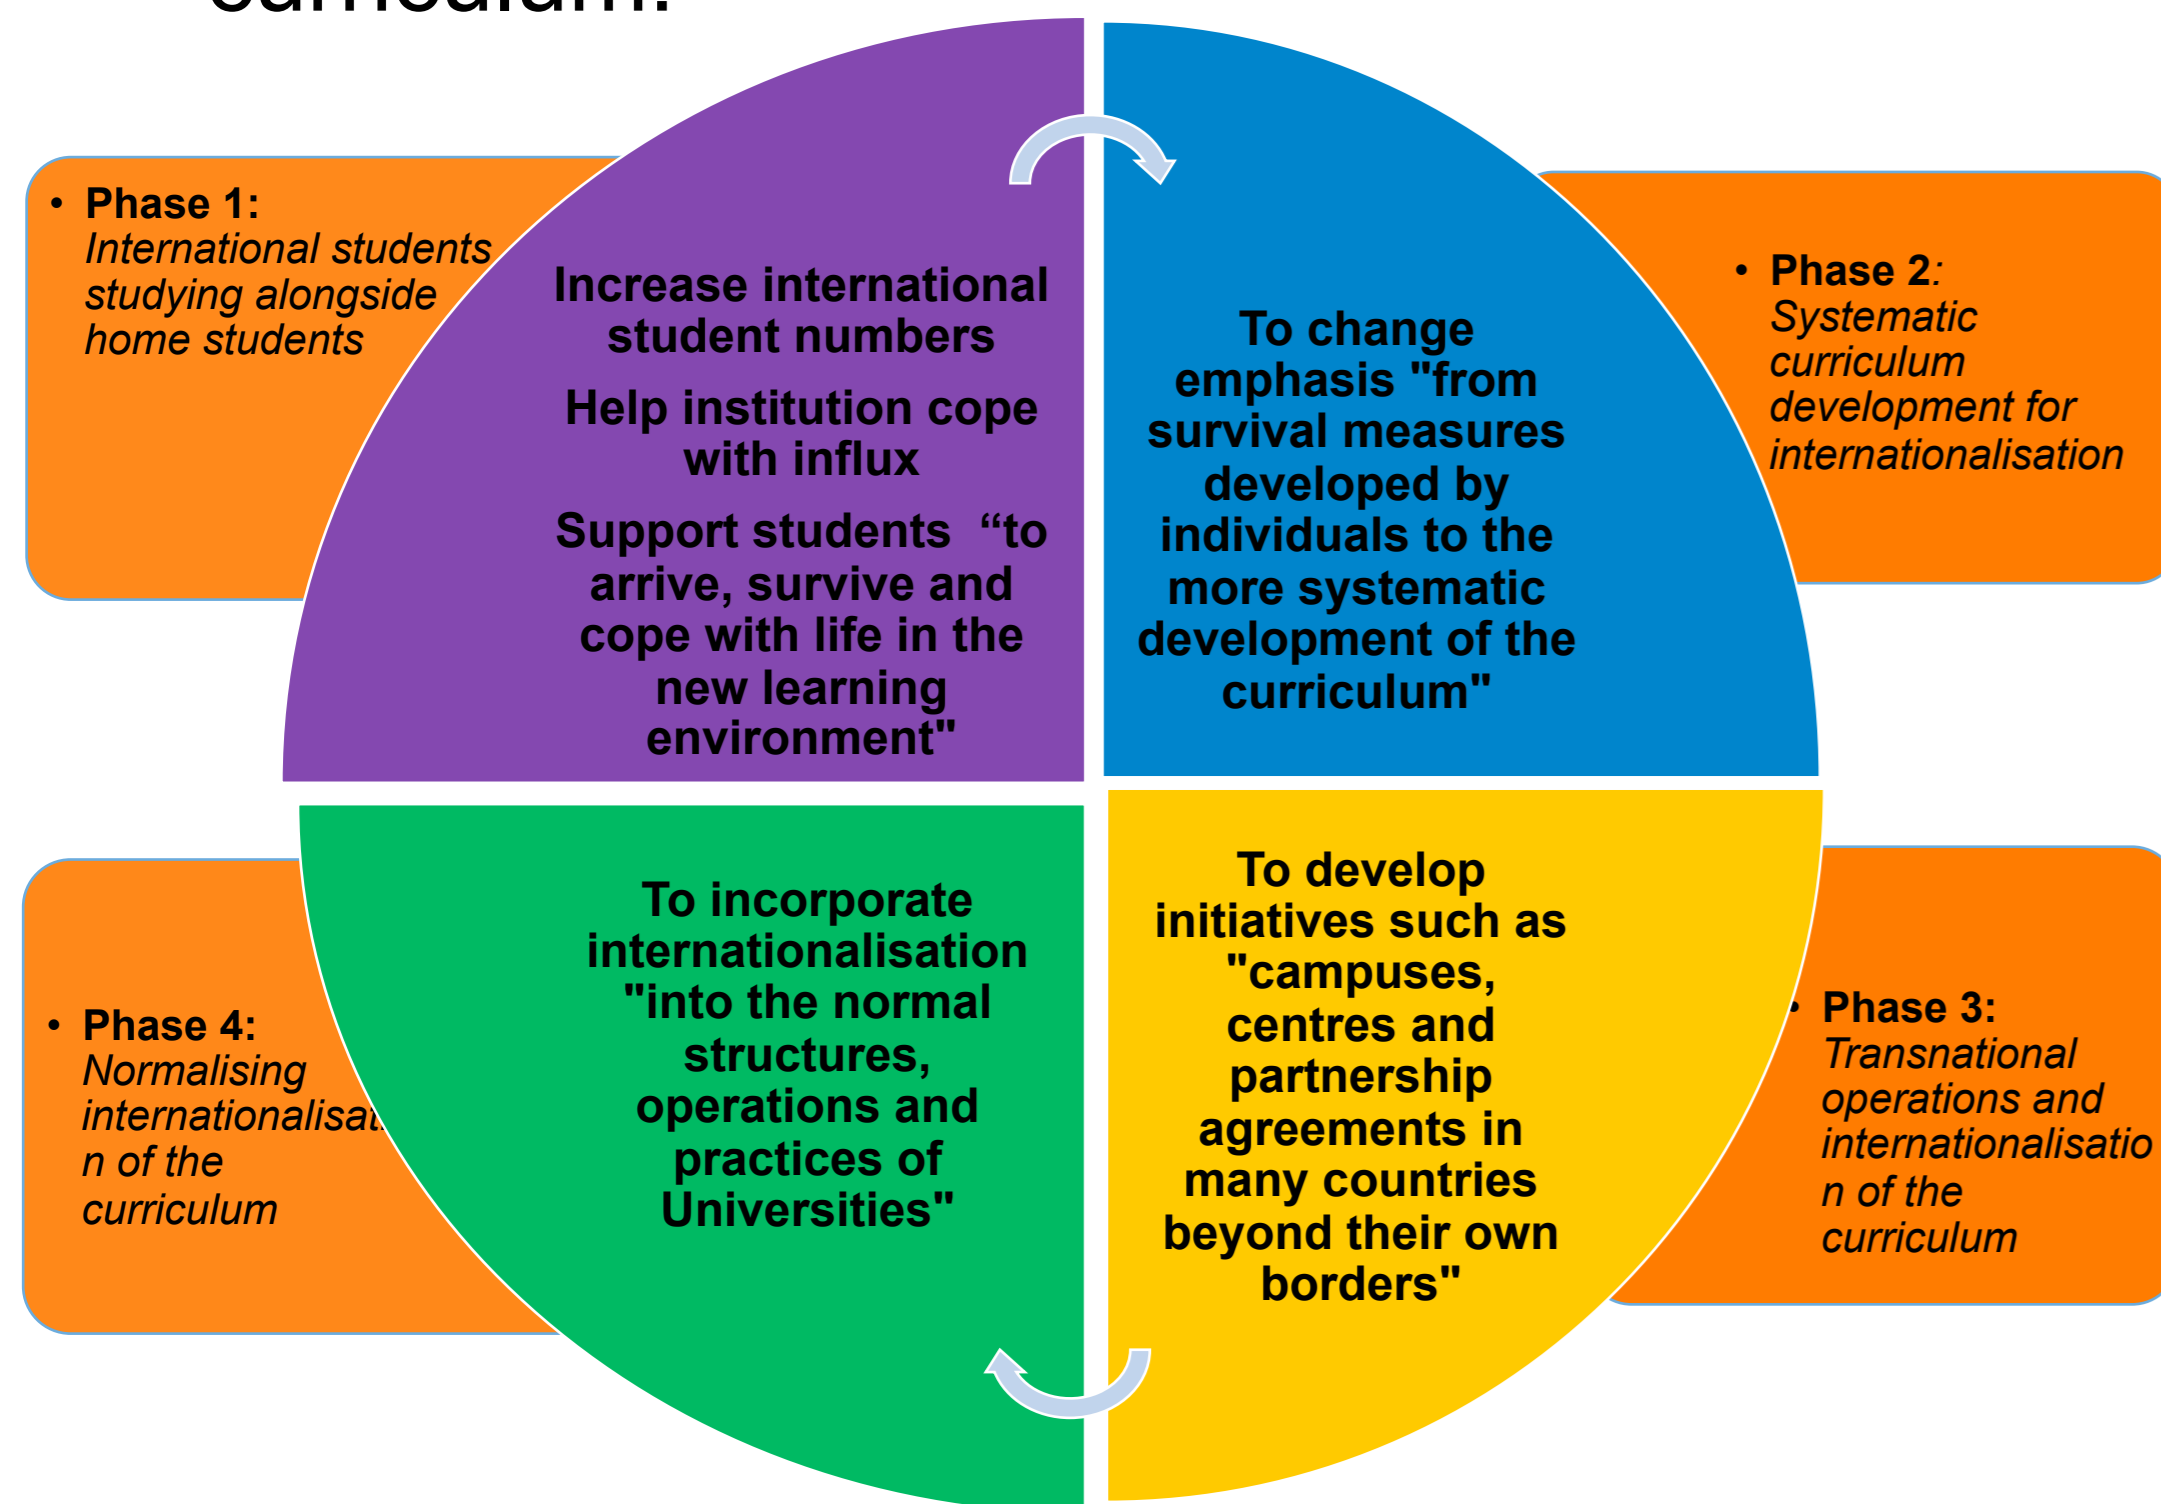 curriculum:
• Phase 1:
International students
studying alongside
home students
Increase international
student numbers
Help institution cope
with influx
Support students “to
arrive, survive and
cope with life in the
new learning
environment"
To change
emphasis "from
survival measures
developed by
individuals to the
more systematic
development of the
curriculum"
• Phase 2:
Systematic
curriculum
development for
internationalisation
• Phase 4:
Normalising
internationalisati
n of the
curriculum
To incorporate
internationalisation
"into the normal
structures,
operations and
practices of
Universities"
To develop
initiatives such as
"campuses,
centres and
partnership
agreements in
many countries
beyond their own
borders"
• Phase 3:
Transnational
operations and
internationalisatio
n of the
curriculum